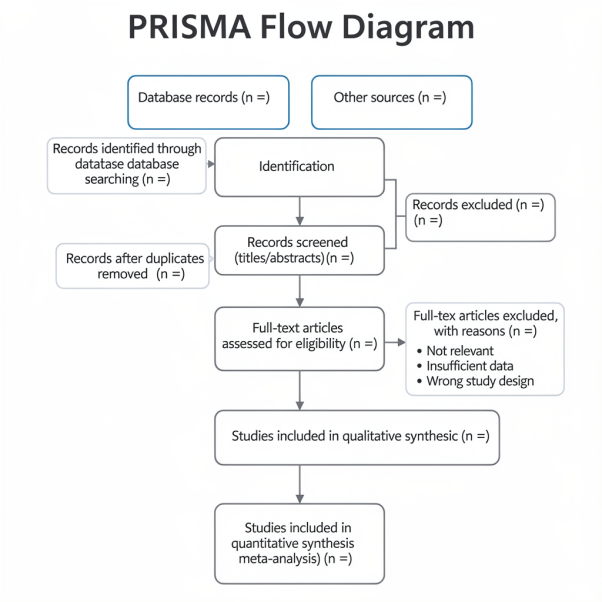 PRISMA Flow Diagram
Database records (n =)
Other sources (n =)
Records identified through
datatase database
searching (n =)
Identification
Records excluded (n =)
(n =)
Records screened
(titles/abstracts)(n =)
Records after duplicates
removed (n =)
Full-text articles
assessed for eligibility (n =)
Full-tex articles excluded,
with reasons (n =)
• Not relevant
• Insufficient data
• Wrong study design
Studies included in qualitative synthesic (n =)
Studies included in
quantitative synthesis
meta-analysis) (n =)